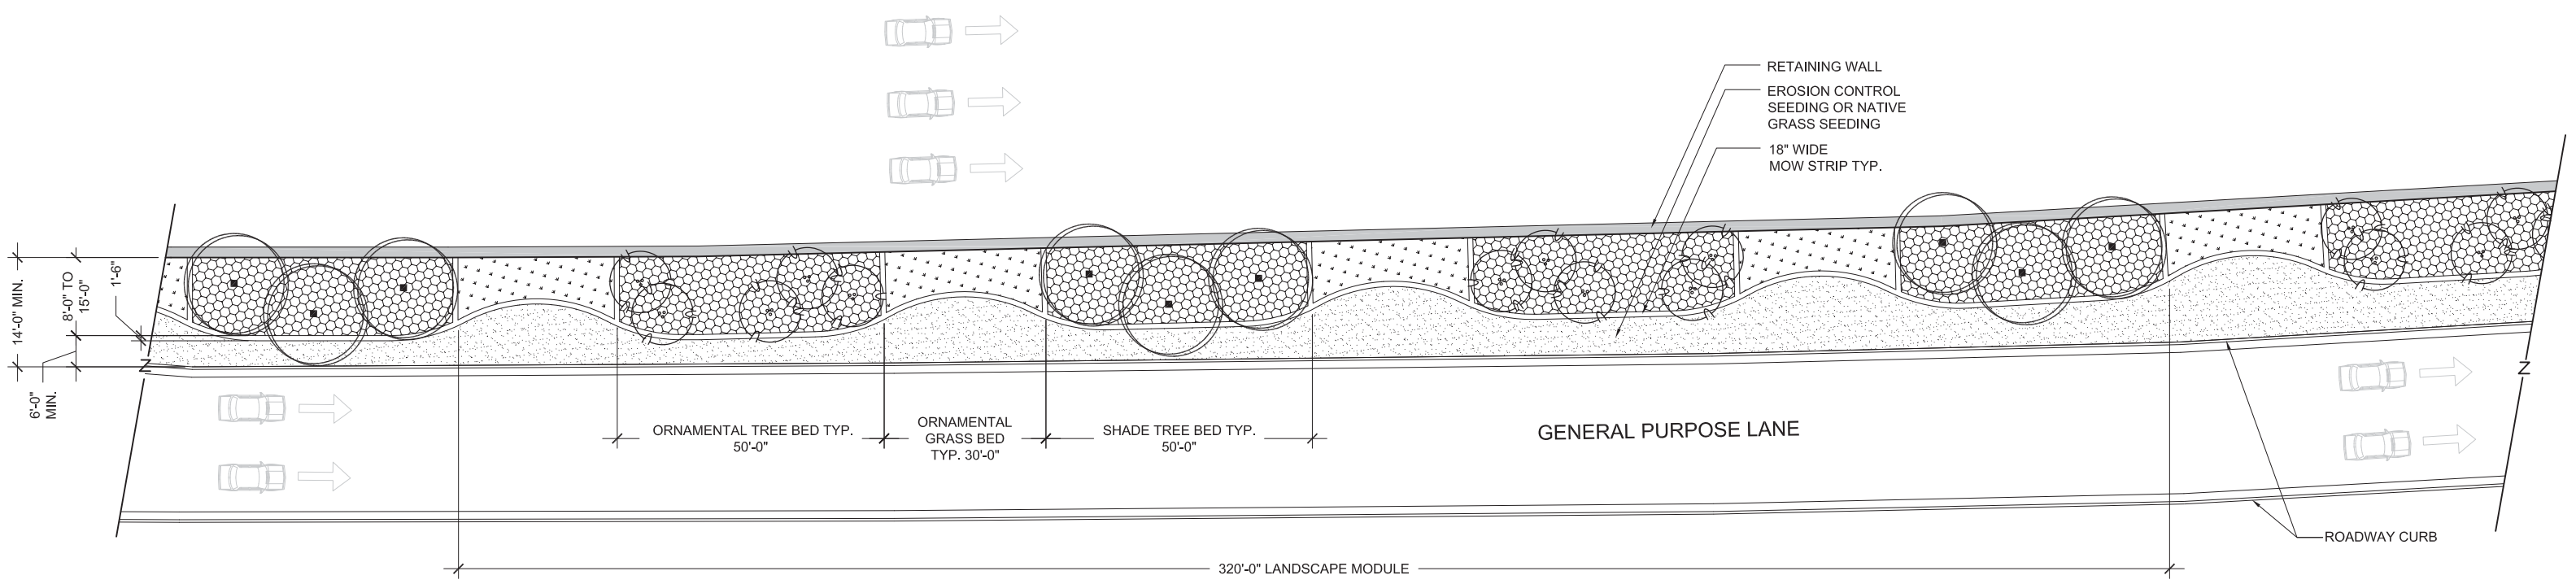 RETAINING WALL
EROSION CONTROL
SEEDING OR NATIVE
GRASS SEEDING
18" WIDE
MOW STRIP TYP.
14'-0" MIN.
8'-0" TO
15'-0"
1'-6"
6'-0"
MIN.
Z
Z
ORNAMENTAL TREE BED TYP.
50'-0"
ORNAMENTAL
GRASS BED
TYP. 30'-0"
SHADE TREE BED TYP.
50'-0"
GENERAL PURPOSE LANE
ROADWAY CURB
320'-0" LANDSCAPE MODULE